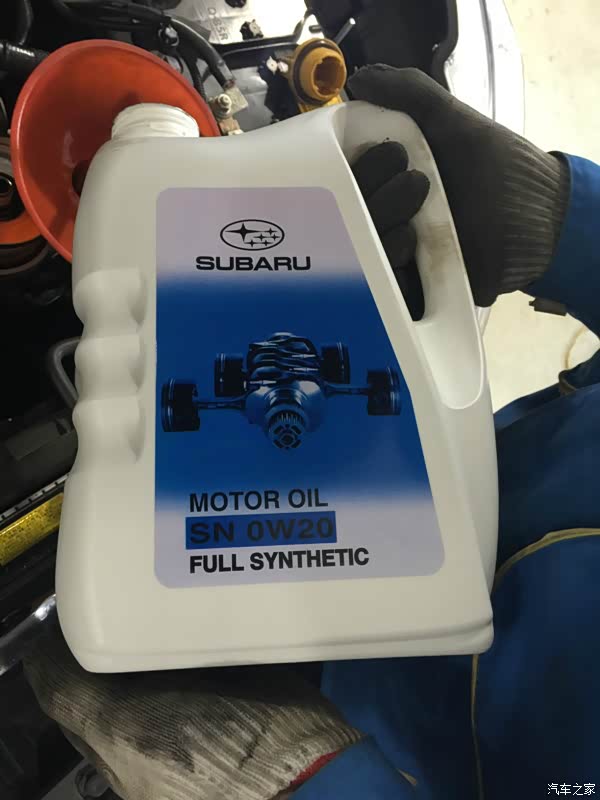 SUBARU
MOTOR OIL
SN 0W20
FULL SYNTHETIC
汽车之家